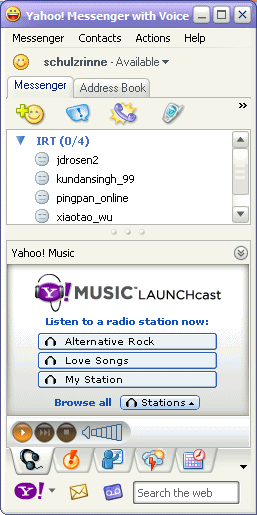 Yahoo! Messenger with Voice
Messenger Contacts Actions Help
schulzrinne - Available
Messenger Address Book
»
IRT (0/4)
jdrosen2
kundansingh_99
pingpan_online
xiaotao_wu
Yahoo! Music
Y! MUSIC™ LAUNCHcast
Listen to a radio station now:
Alternative Rock
Love Songs
My Station
Browse all Stations
Y! Search the web